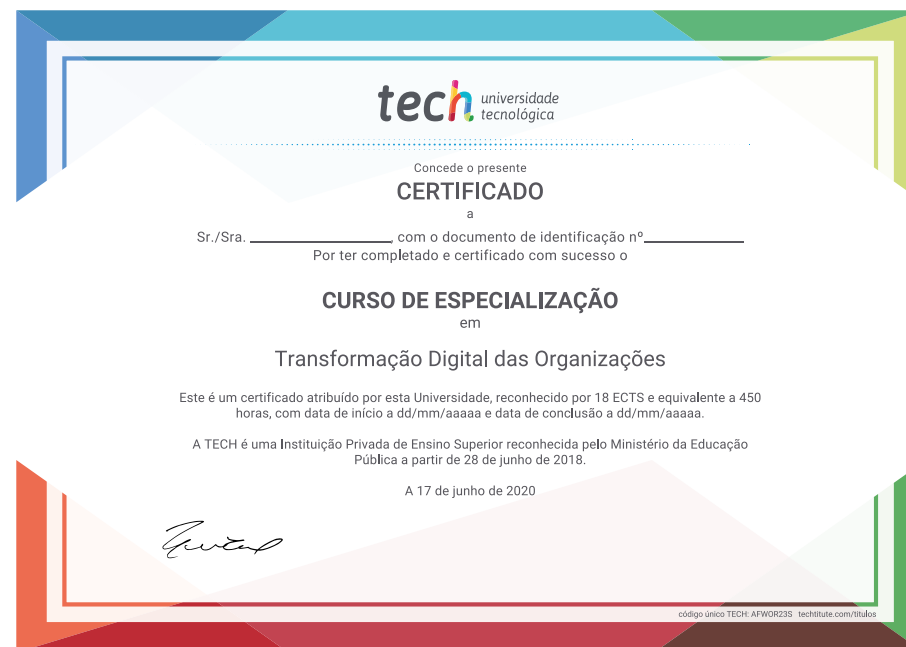 tech universidade
tecnológica
Concede o presente
CERTIFICADO
a
Sr./Sra. ____________________, com o documento de identificação nº______________
Por ter completado e certificado com sucesso o
CURSO DE ESPECIALIZAÇÃO
em
Transformação Digital das Organizações
Este é um certificado atribuído por esta Universidade, reconhecido por 18 ECTS e equivalente a 450
horas, com data de início a dd/mm/aaaaa e data de conclusão a dd/mm/aaaaa.
A TECH é uma Instituição Privada de Ensino Superior reconhecida pelo Ministério da Educação
Pública a partir de 28 de junho de 2018.
A 17 de junho de 2020
código único TECH: AFWOR23S techtitute.com/titulos